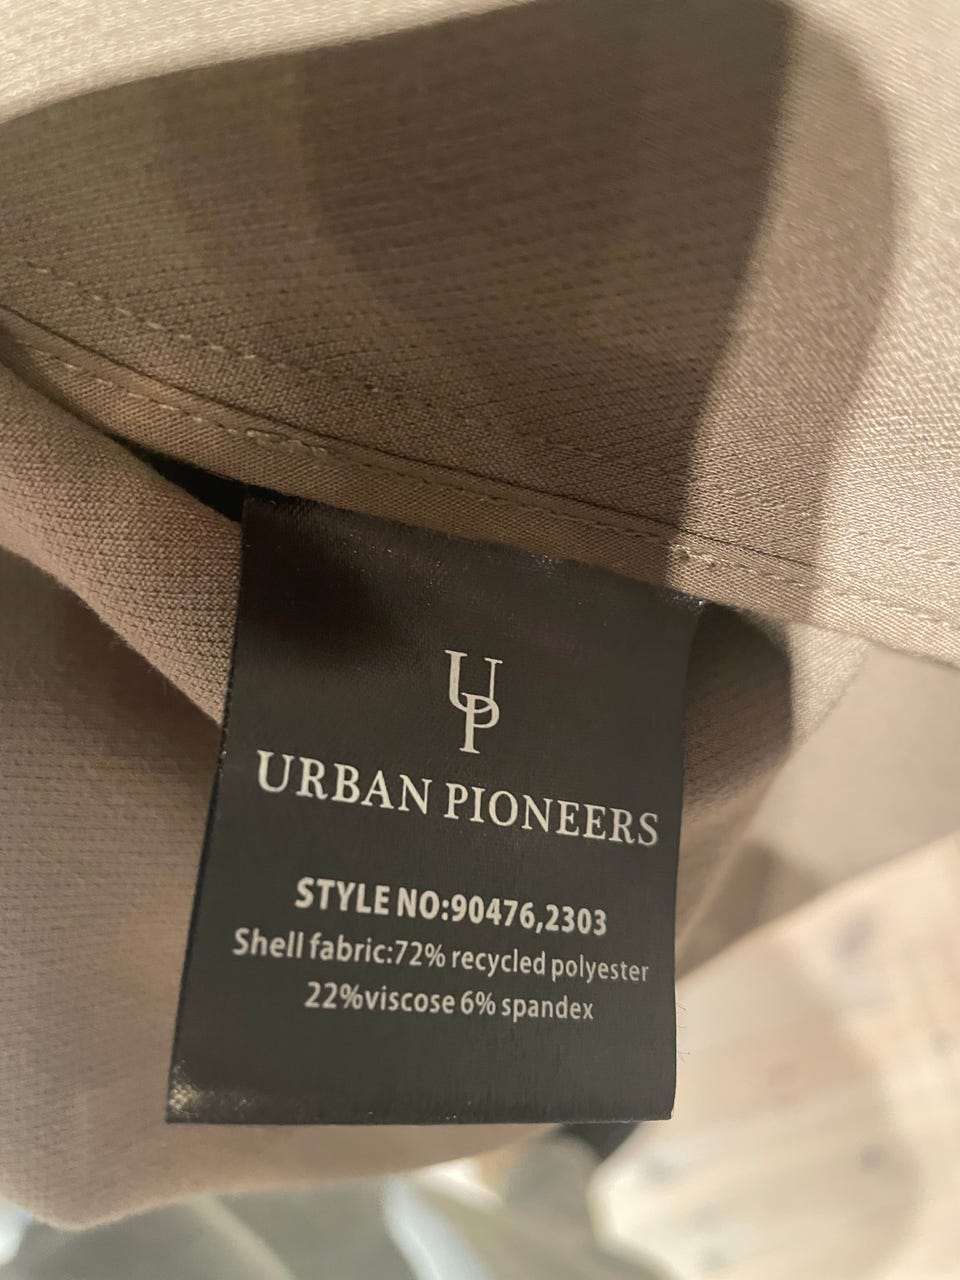 UP
URBAN PIONEERS
STYLE NO:90476,2303
Shell fabric:72% recycled polyester
22%viscose 6% spandex